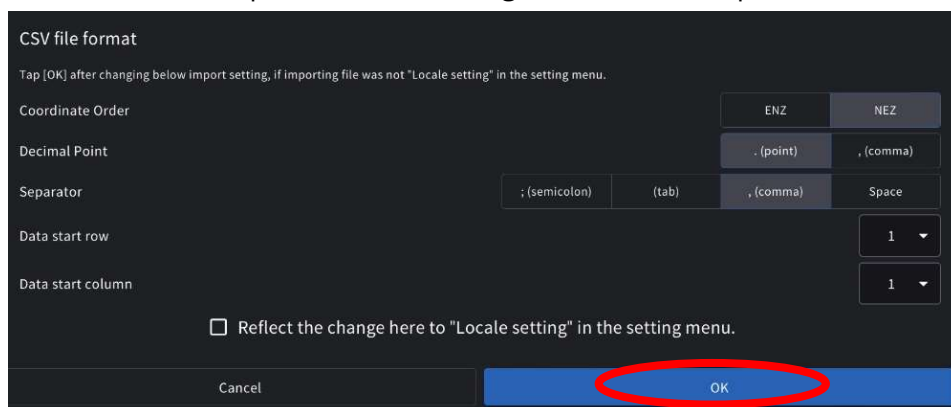 CSV file format
Tap [OK] after changing below import setting, if importing file was not "Locale setting" in the setting menu.
Coordinate Order ENZ NEZ
Decimal Point . (point) , (comma)
Separator ; (semicolon) (tab) , (comma) Space
Data start row 1
Data start column 1
Reflect the change here to "Locale setting" in the setting menu.
Cancel OK